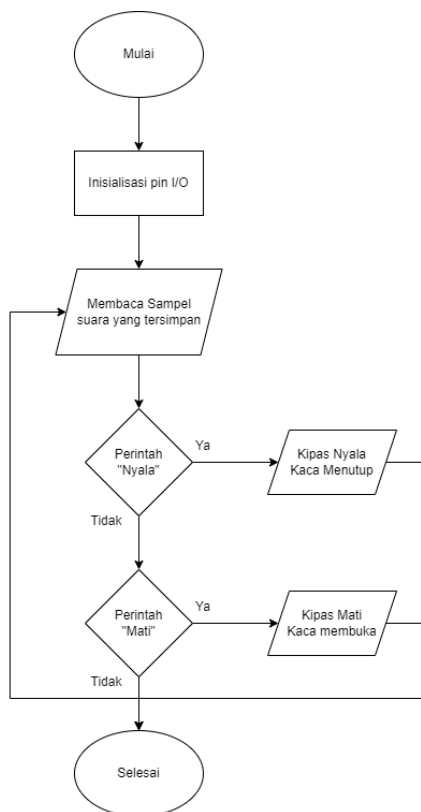 Mulai
Inisialisasi pin I/O
Membaca Sampel
suara yang tersimpan
Perintah
"Nyala"
Ya
Kipas Nyala
Kaca Menutup
Tidak
Perintah
"Mati"
Ya
Kipas Mati
Kaca membuka
Tidak
Selesai